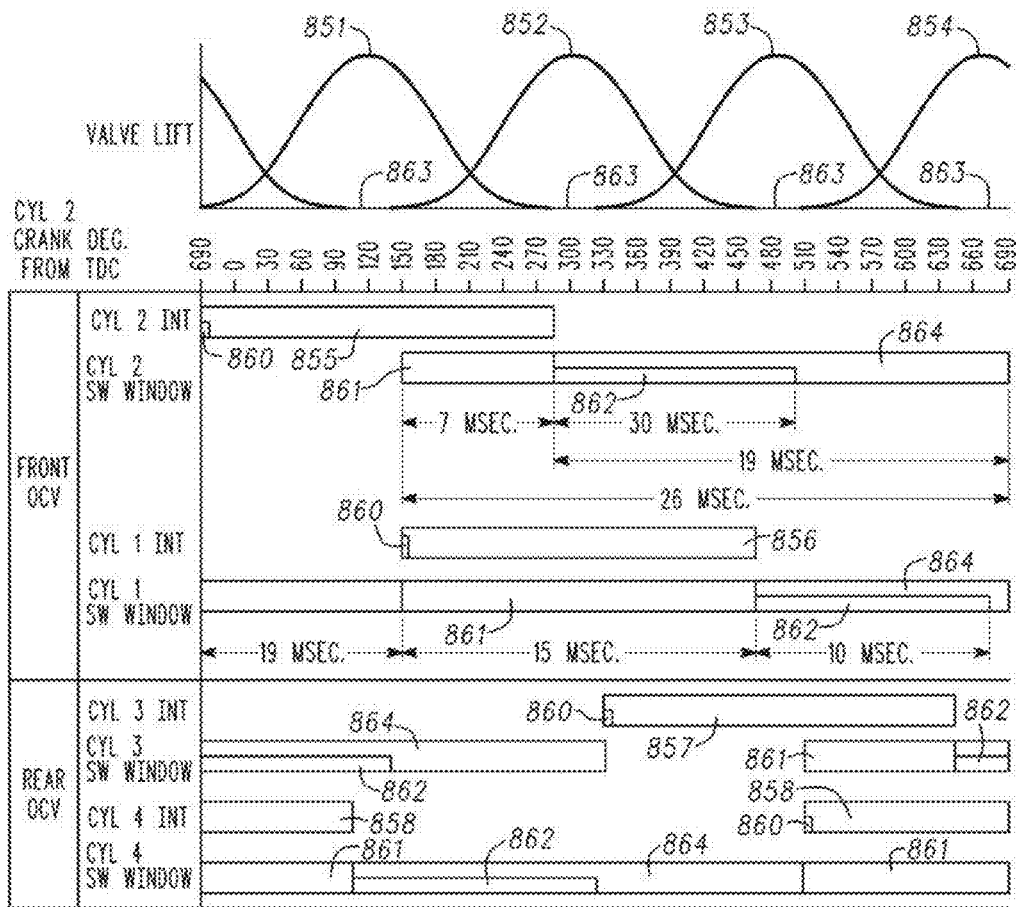 851 852 853 854
VALVE LIFT
863 863 863 863
CYL 2
CRANK DEG.
FROM TDC
690 0 30 60 90 120 150 180 210 240 270 300 330 360 390 420 450 480 510 540 570 600 630 660 690
FRONT
OCV
CYL 2 INT
860 855
864
CYL 2
SW WINDOW
861
862
7 MSEC. 30 MSEC.
19 MSEC.
26 MSEC.
860
CYL 1 INT
856
864
CYL 1
SW WINDOW
861
862
19 MSEC. 15 MSEC. 10 MSEC.
REAR
OCV
CYL 3 INT
860
857
862
864
CYL 3
SW WINDOW
861
862
858
CYL 4 INT
858
860
861 862 864 861
CYL 4
SW WINDOW